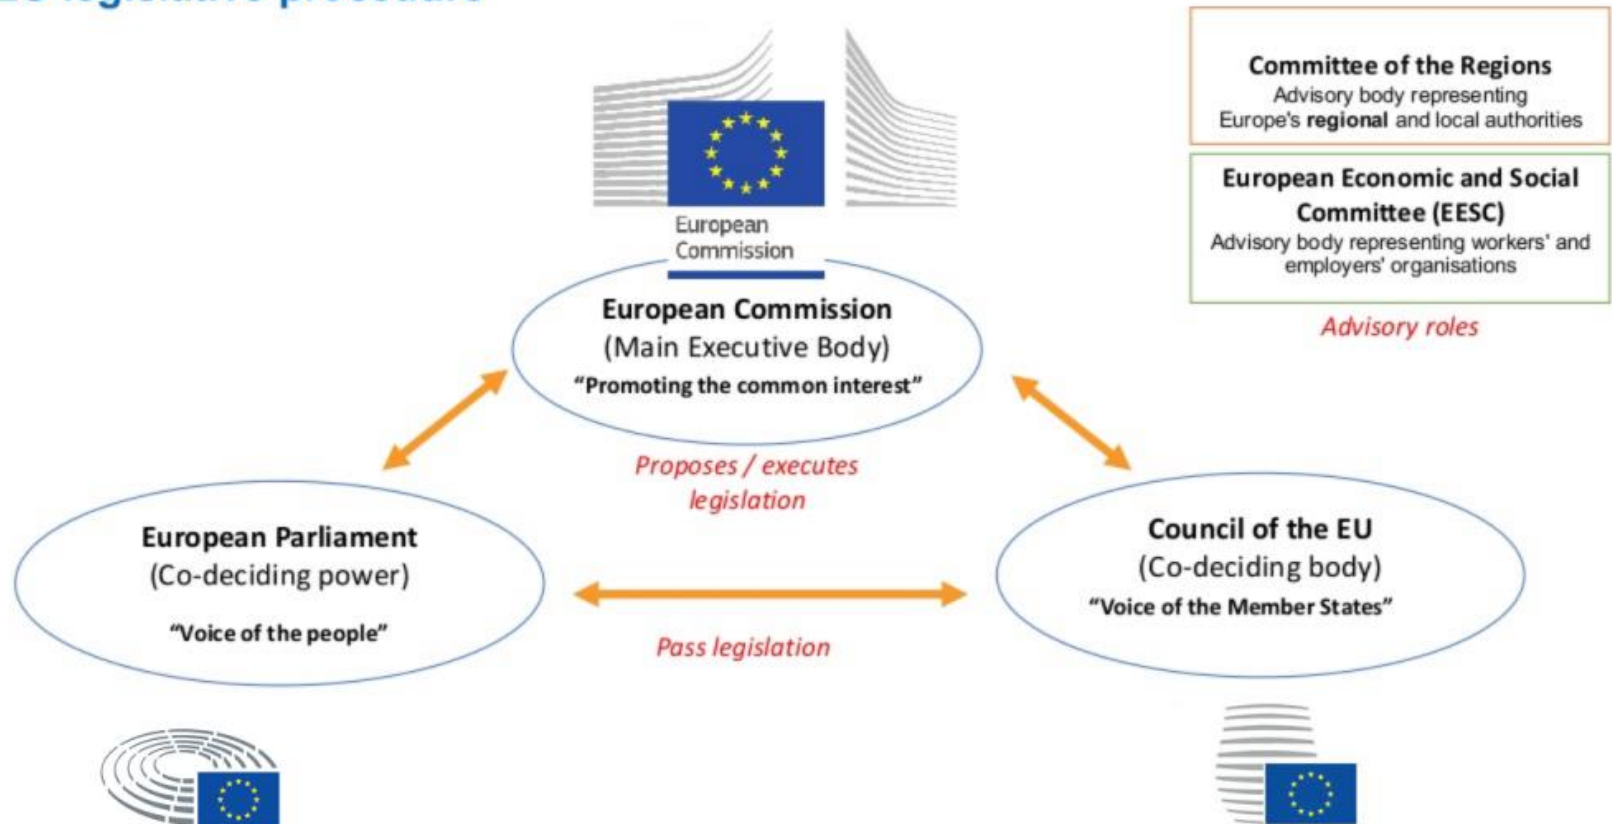 legislative procedure
European
Commission
European Commission
(Main Executive Body)
“Promoting the common interest”
Proposes / executes
legislation
Committee of the Regions
Advisory body representing
Europe's regional and local authorities
European Economic and Social
Committee (EESC)
Advisory body representing workers' and
employers' organisations
Advisory roles
European Parliament
(Co-deciding power)
“Voice of the people”
Pass legislation
Council of the EU
(Co-deciding body)
“Voice of the Member States”